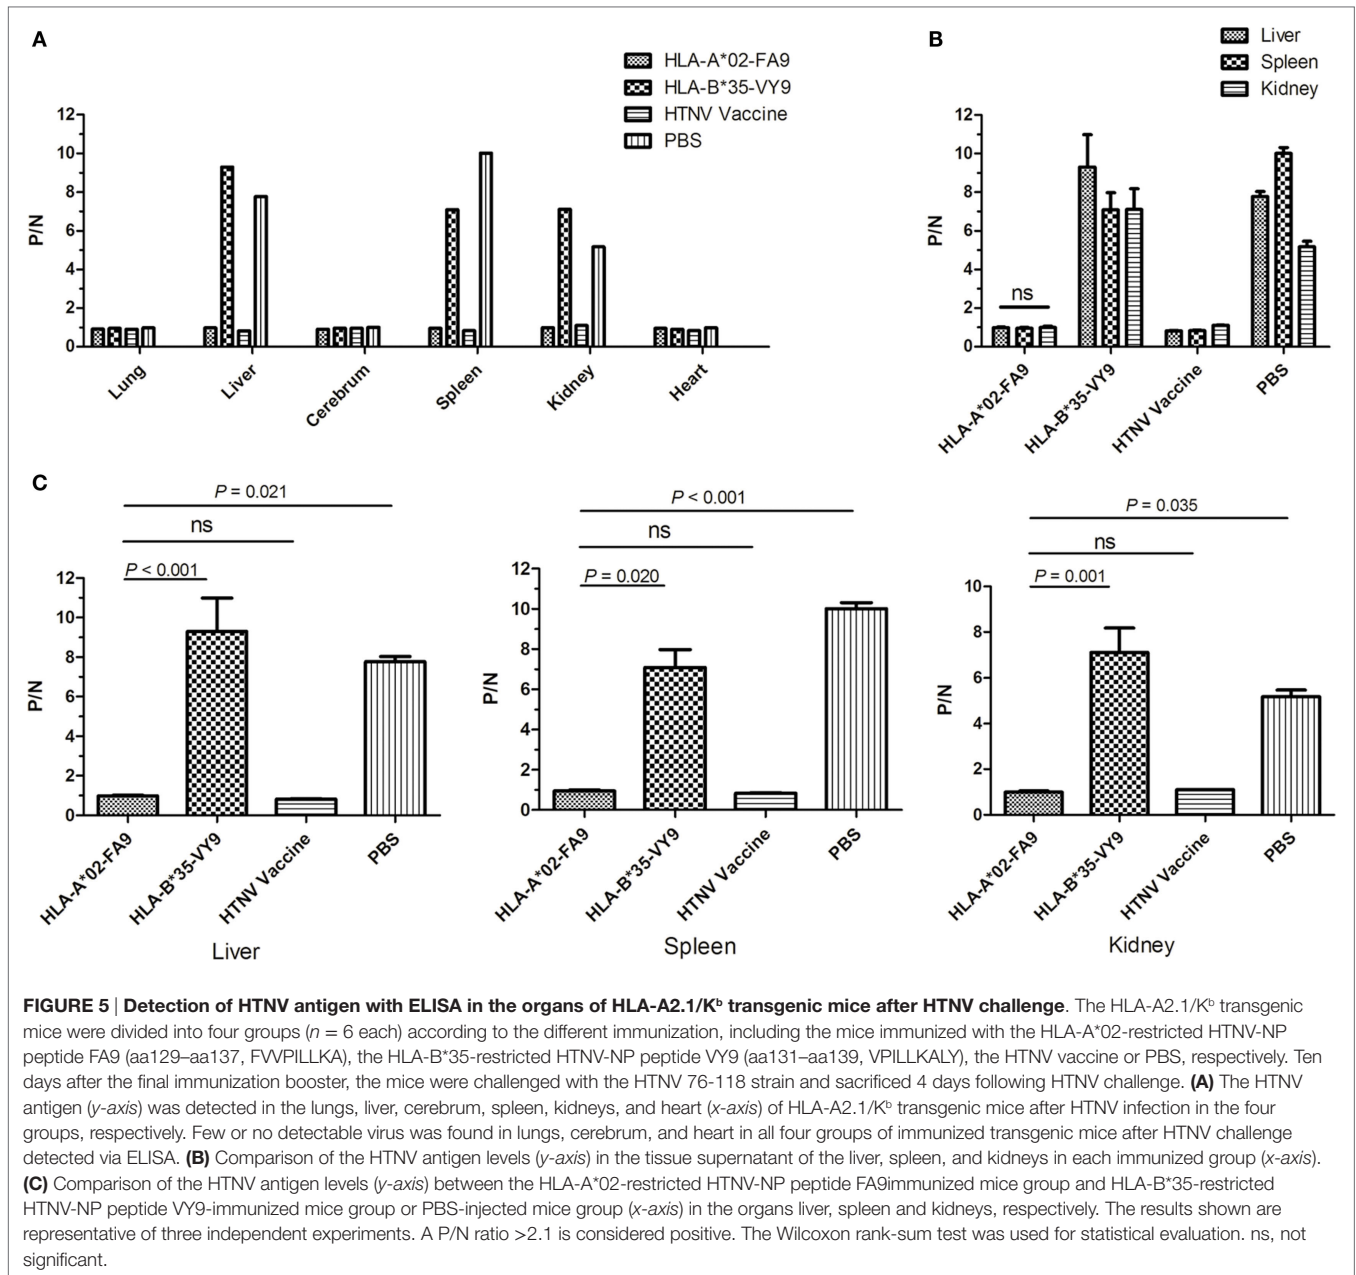 A
HLA-A*02-FA9
HLA-B*35-VY9
HTNV Vaccine
PBS
12
10
8
6
4
2
0
P/N
Lung
Liver
Cerebrum
Spleen
Kidney
Heart
B
Liver
Spleen
Kidney
12
10
8
6
4
2
0
P/N
ns
HLA-A*02-FA9
HLA-B*35-VY9
HTNV Vaccine
PBS
C
P = 0.021
ns
P < 0.001
12
10
8
6
4
2
0
P/N
HLA-A*02-FA9
HLA-B*35-VY9
HTNV Vaccine
PBS
Liver
P < 0.001
ns
P = 0.020
12
10
8
6
4
2
0
P/N
HLA-A*02-FA9
HLA-B*35-VY9
HTNV Vaccine
PBS
Spleen
P = 0.035
ns
P = 0.001
10
8
6
4
2
0
P/N
HLA-A*02-FA9
HLA-B*35-VY9
HTNV Vaccine
PBS
Kidney
FIGURE 5 | Detection of HTNV antigen with ELISA in the organs of HLA-A2.1/Kᵇ transgenic mice after HTNV challenge. The HLA-A2.1/Kᵇ transgenic
mice were divided into four groups (n = 6 each) according to the different immunization, including the mice immunized with the HLA-A*02-restricted HTNV-NP
peptide FA9 (aa129–aa137, FVVPILLKA), the HLA-B*35-restricted HTNV-NP peptide VY9 (aa131–aa139, VPILLKALY), the HTNV vaccine or PBS, respectively. Ten
days after the final immunization booster, the mice were challenged with the HTNV 76-118 strain and sacrificed 4 days following HTNV challenge. (A) The HTNV
antigen (y-axis) was detected in the lungs, liver, cerebrum, spleen, kidneys, and heart (x-axis) of HLA-A2.1/Kᵇ transgenic mice after HTNV infection in the four
groups, respectively. Few or no detectable virus was found in lungs, cerebrum, and heart in all four groups of immunized transgenic mice after HTNV challenge
detected via ELISA. (B) Comparison of the HTNV antigen levels (y-axis) in the tissue supernatant of the liver, spleen, and kidneys in each immunized group (x-axis).
(C) Comparison of the HTNV antigen levels (y-axis) between the HLA-A*02-restricted HTNV-NP peptide FA9immunized mice group and HLA-B*35-restricted
HTNV-NP peptide VY9-immunized mice group or PBS-injected mice group (x-axis) in the organs liver, spleen and kidneys, respectively. The results shown are
representative of three independent experiments. A P/N ratio >2.1 is considered positive. The Wilcoxon rank-sum test was used for statistical evaluation. ns, not
significant.